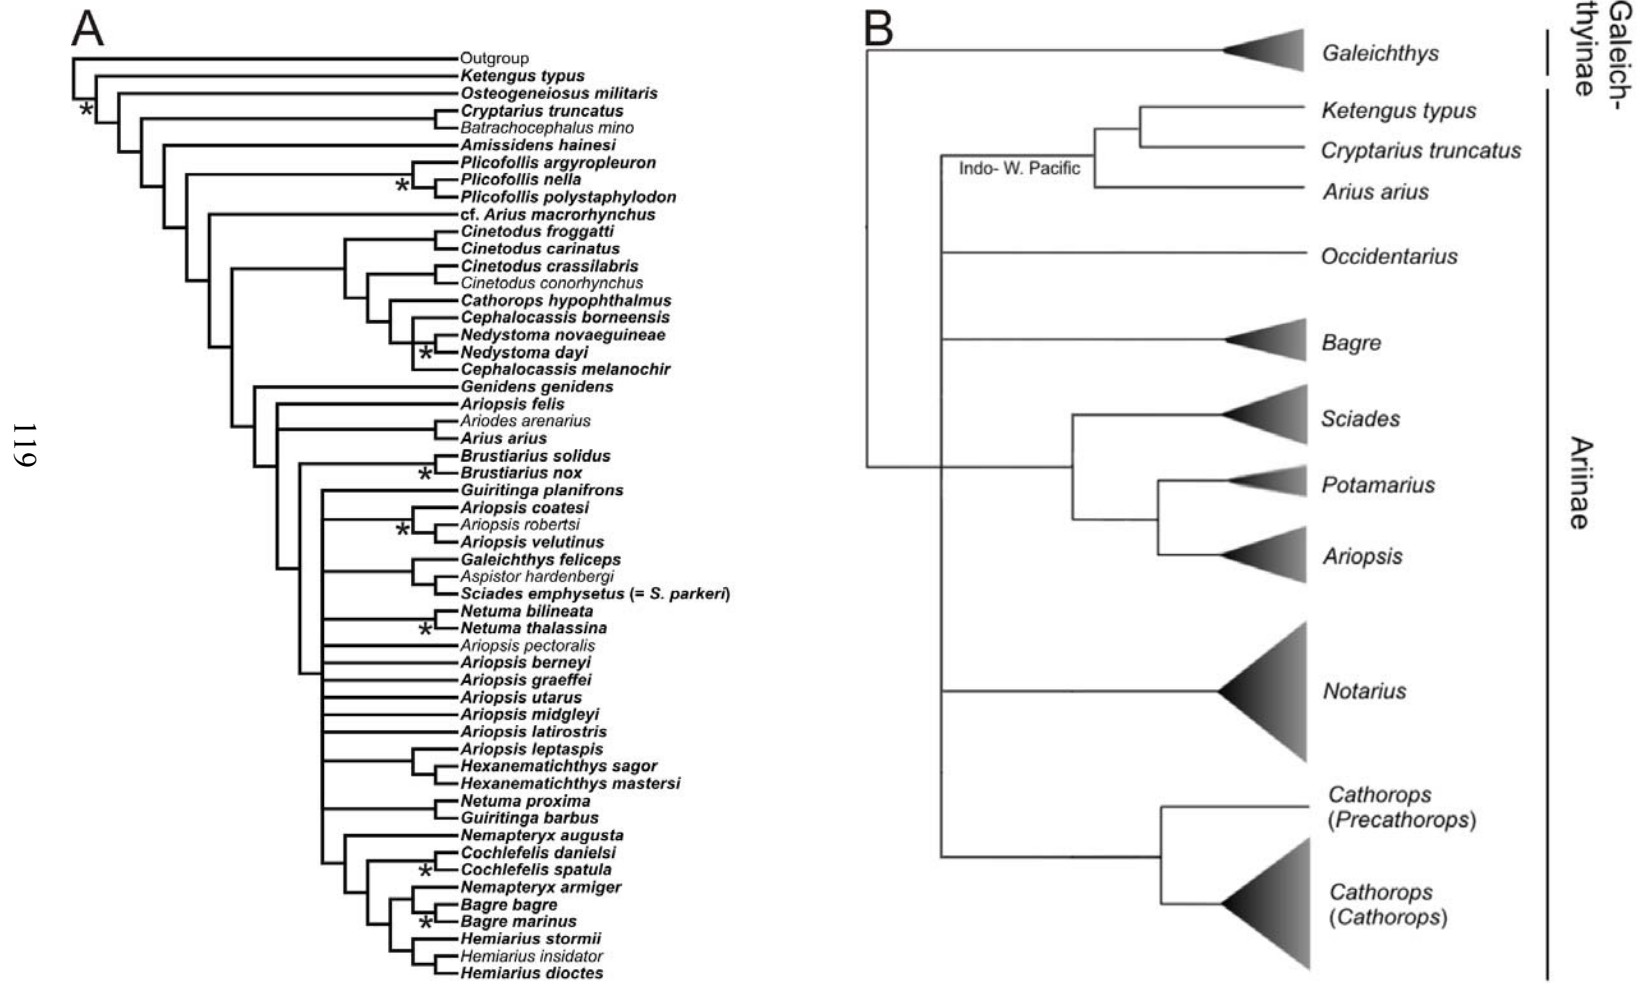 A
Outgroup
Ketengus typus
Osteogeneiosus militaris
Cryptarius truncatus
Batrachocephalus mino
Amissidens hainesi
Plicofollis argyropleuron
Plicofollis nella
Plicofollis polystaphylodon
cf. Arius macrorhynchus
Cinetodus froggatti
Cinetodus carinatus
Cinetodus crassilabris
Cinetodus conorhynchus
Cathorops hypophthalmus
Cephalocassis borneensis
Nedystoma novaeguineae
Nedystoma dayi
Cephalocassis melanochir
Genidens genidens
Ariopsis felis
Ariodes arenarius
Arius arius
Brustiarius solidus
Brustiarius nox
Guiritinga planifrons
Ariopsis coatesi
Ariopsis robertsi
Ariopsis velutinus
Galeichthys feliceps
Aspistor hardenbergi
Sciades emphysetus (= S. parkeri)
Netuma bilineata
Netuma thalassina
Ariopsis pectoralis
Ariopsis berneyi
Ariopsis graeffei
Ariopsis utarus
Ariopsis midgleyi
Ariopsis latirostris
Ariopsis leptaspis
Hexanematichthys sagor
Hexanematichthys mastersi
Netuma proxima
Guiritinga barbus
Nemapteryx augusta
Cochlefelis danielsi
Cochlefelis spatula
Nemapteryx armiger
Bagre bagre
Bagre marinus
Hemiarius stormii
Hemiarius insidator
Hemiarius dioctes
*
*
*
*
*
*
*
*
119
B
Galeichthys
Ketengus typus
Cryptarius truncatus
Indo- W. Pacific
Arius arius
Occidentarius
Bagre
Sciades
Potamarius
Ariopsis
Notarius
Cathorops
(Precathorops)
Cathorops
(Cathorops)
Galeich-
thyinae
Ariinae